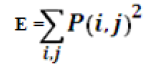 E = ∑ P(i,j)²
i,j